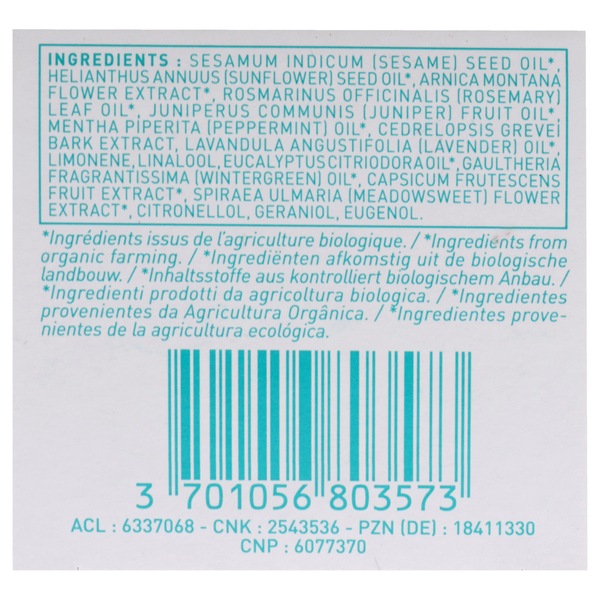 INGREDIENTS : SESAMUM INDICUM (SESAME) SEED OIL*,
HELIANTHUS ANNUUS (SUNFLOWER) SEED OIL*, ARNICA MONTANA
FLOWER EXTRACT*, ROSMARINUS OFFICINALIS (ROSEMARY)
LEAF OIL*, JUNIPERUS COMMUNIS (JUNIPER) FRUIT OIL*,
MENTHA PIPERITA (PEPPERMINT) OIL*, CEDRELOPSIS GREVEI
BARK EXTRACT, LAVANDULA ANGUSTIFOLIA (LAVENDER) OIL*,
LIMONENE, LINALOOL, EUCALYPTUS CITRIODORA OIL*, GAULTHERIA
FRAGRANTISSIMA (WINTERGREEN) OIL*, CAPSICUM FRUTESCENS
FRUIT EXTRACT*, SPIRAEA ULMARIA (MEADOWSWEET) FLOWER
EXTRACT*, CITRONELLOL, GERANIOL, EUGENOL.
*Ingrédients issus de l'agriculture biologique. / *Ingredients from
organic farming. / *Ingrediënten afkomstig uit de biologische
landbouw. / *Inhaltsstoffe aus kontrolliert biologischem Anbau. /
*Ingredienti prodotti da agricoltura biologica. / *Ingredientes
provenientes da Agricultura Orgânica. / *Ingredientes prove-
nientes de la agricultura ecológica.
3 701056 803573
ACL : 6337068 - CNK : 2543536 - PZN (DE) : 18411330
CNP : 6077370